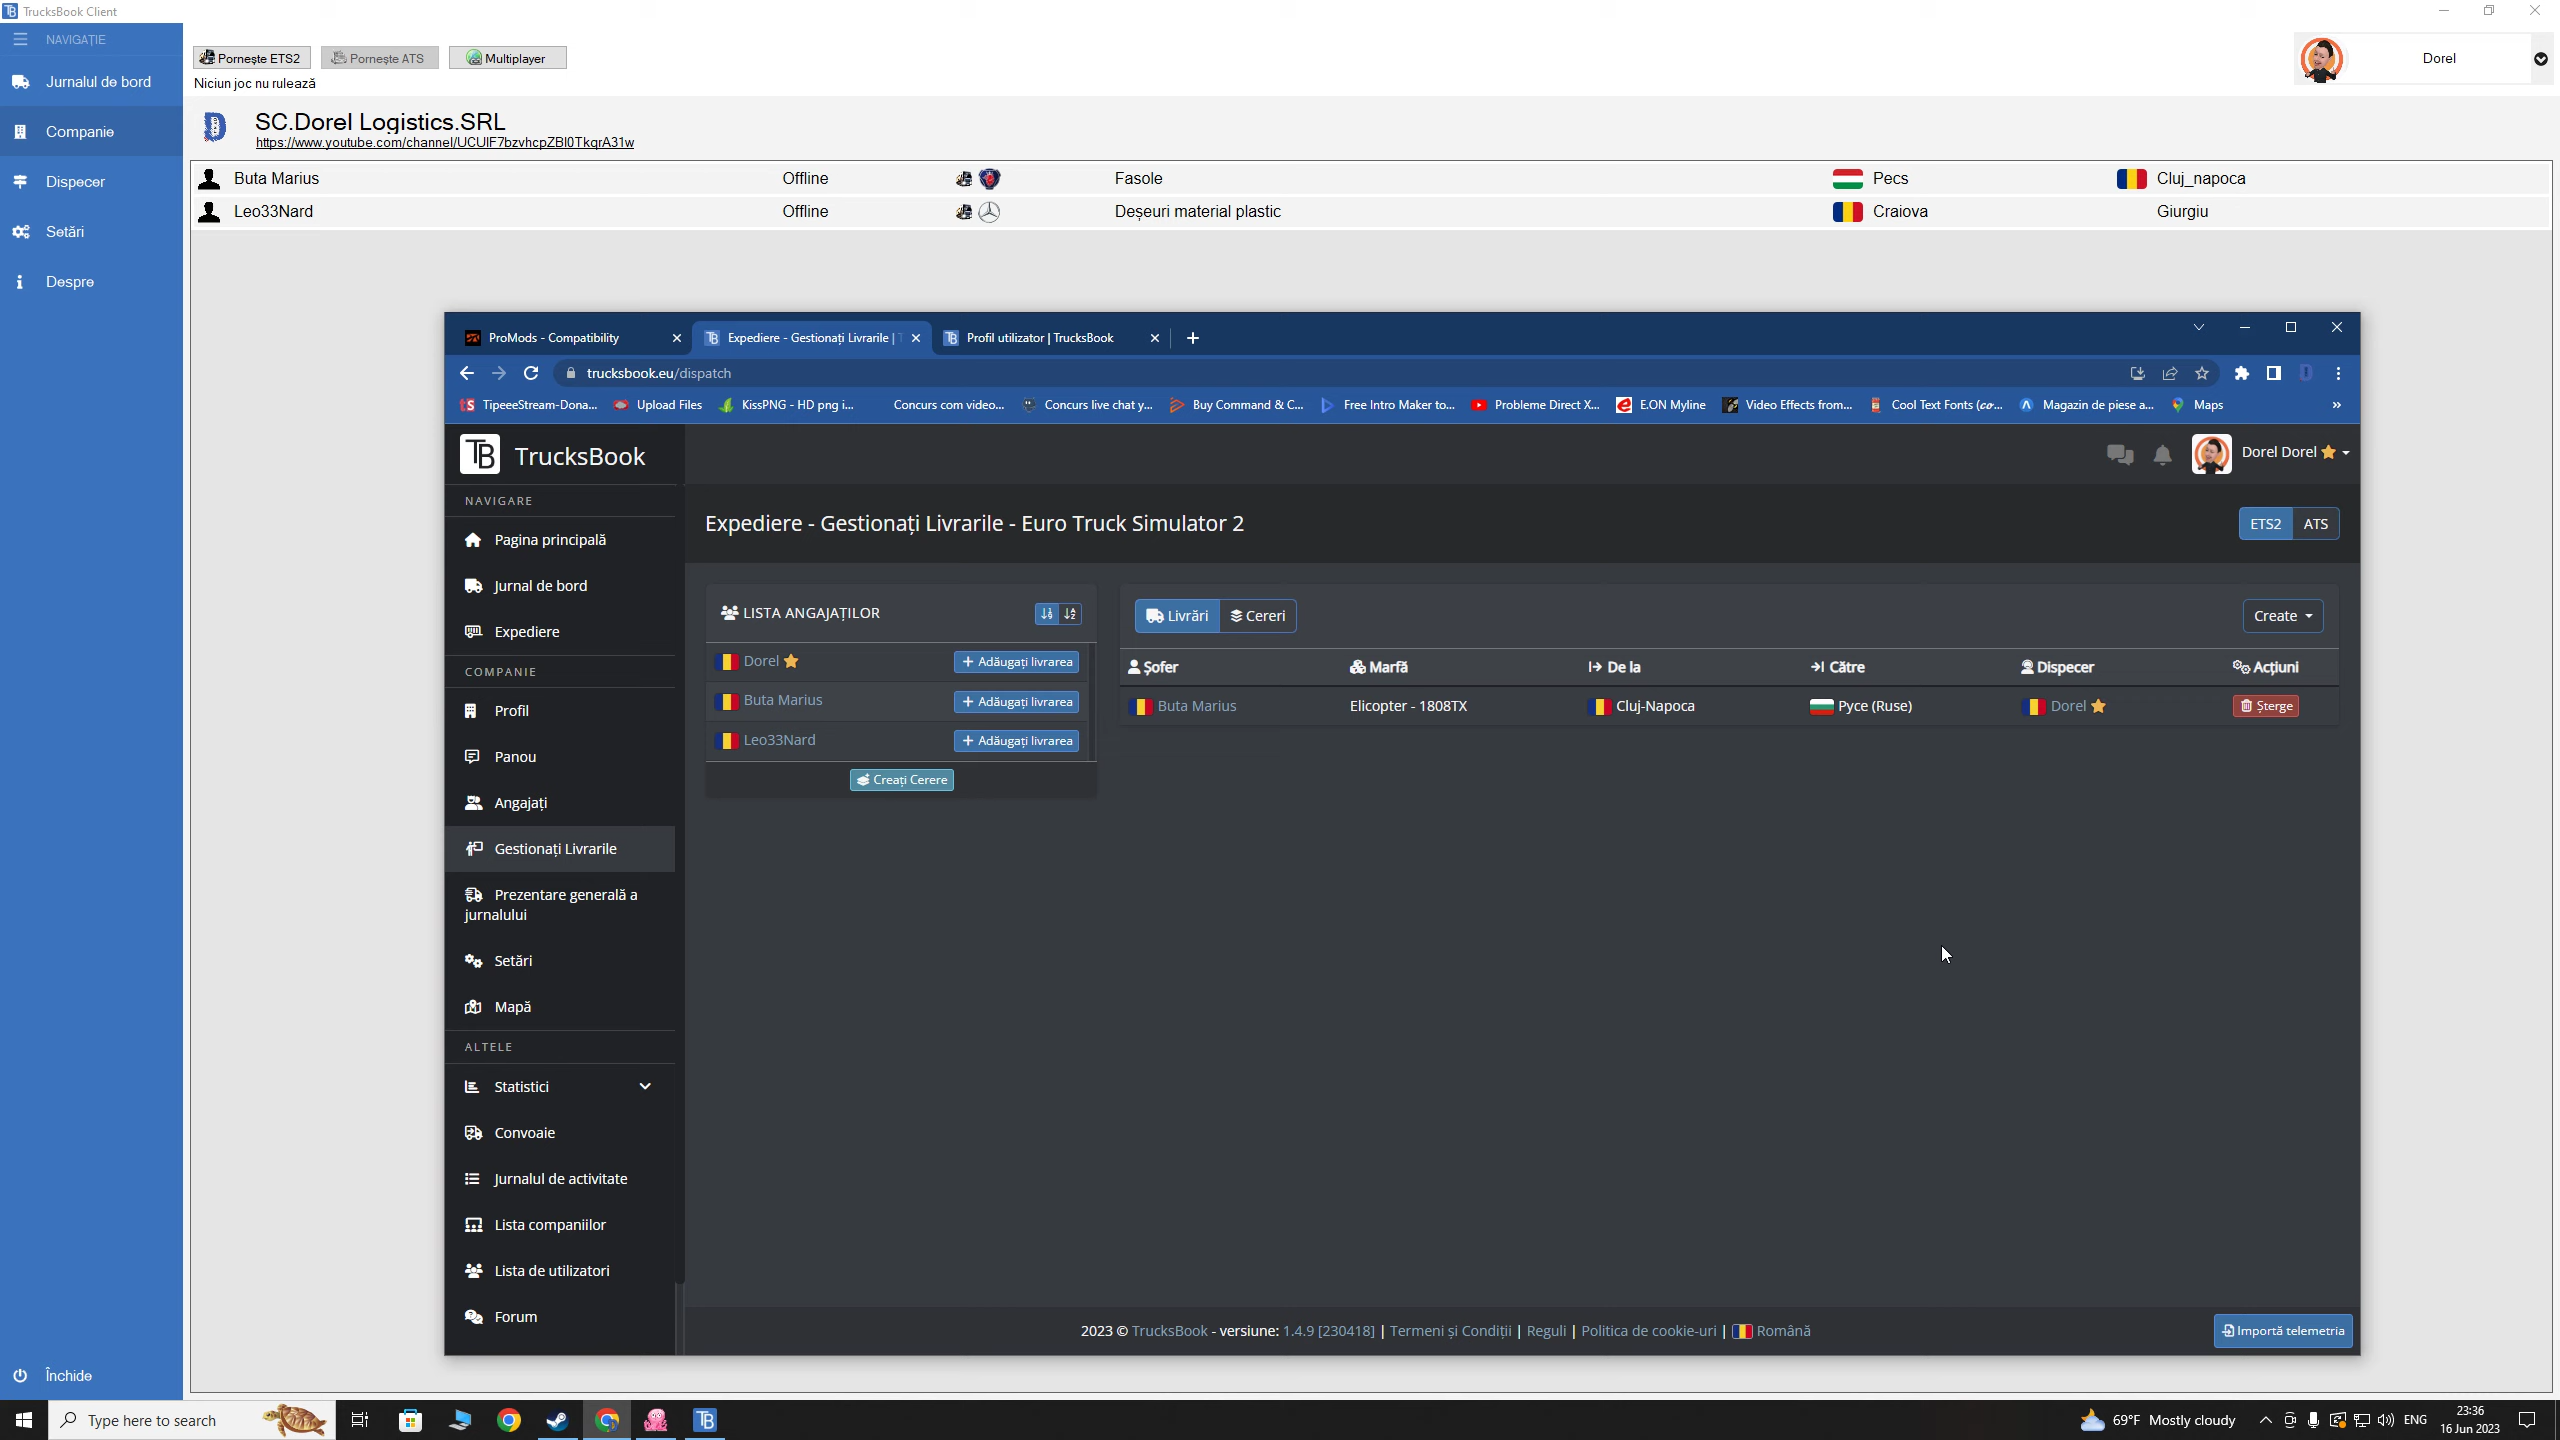 TrucksBook Client
NAVIGAȚIE
Jurnalul de bord
Companie
Dispecer
Setări
Despre
Închide
Pornește ETS2
Pornește ATS
Multiplayer
Dorel
Niciun joc nu rulează
SC.Dorel Logistics.SRL
https://www.youtube.com/channel/UCUIF7bzvhcpZBl0TkqrA31w
Buta Marius Offline Fasole Pecs Cluj_napoca
Leo33Nard Offline Deșeuri material plastic Craiova Giurgiu
ProMods - Compatibility
Expediere - Gestionați Livrarile |
Profil utilizator | TrucksBook
trucksbook.eu/dispatch
TipeeeStream-Dona...
Upload Files
KissPNG - HD png i...
Concurs com video...
Concurs live chat y...
Buy Command & C...
Free Intro Maker to...
Probleme Direct X...
E.ON Myline
Video Effects from...
Cool Text Fonts (co...
Magazin de piese a...
Maps
»
TB TrucksBook
Dorel Dorel
NAVIGARE
Pagina principală
Jurnal de bord
Expediere
COMPANIE
Profil
Panou
Angajați
Gestionați Livrarile
Prezentare generală a
jurnalului
Setări
Mapă
ALTELE
Statistici
Convoaie
Jurnalul de activitate
Lista companiilor
Lista de utilizatori
Forum
Expediere - Gestionați Livrarile - Euro Truck Simulator 2
ETS2 ATS
LISTA ANGAJAȚILOR
Dorel + Adăugați livrarea
Buta Marius + Adăugați livrarea
Leo33Nard + Adăugați livrarea
Creați Cerere
Livrări Cereri
Create
Șofer Marfă De la Către Dispecer Acțiuni
Buta Marius Elicopter - 1808TX Cluj-Napoca Русе (Ruse) Dorel Șterge
2023 © TrucksBook - versiune: 1.4.9 [230418] | Termeni și Condiții | Reguli | Politica de cookie-uri | Română
Importă telemetria
Type here to search
69°F Mostly cloudy
ENG
23:36
16 Jun 2023